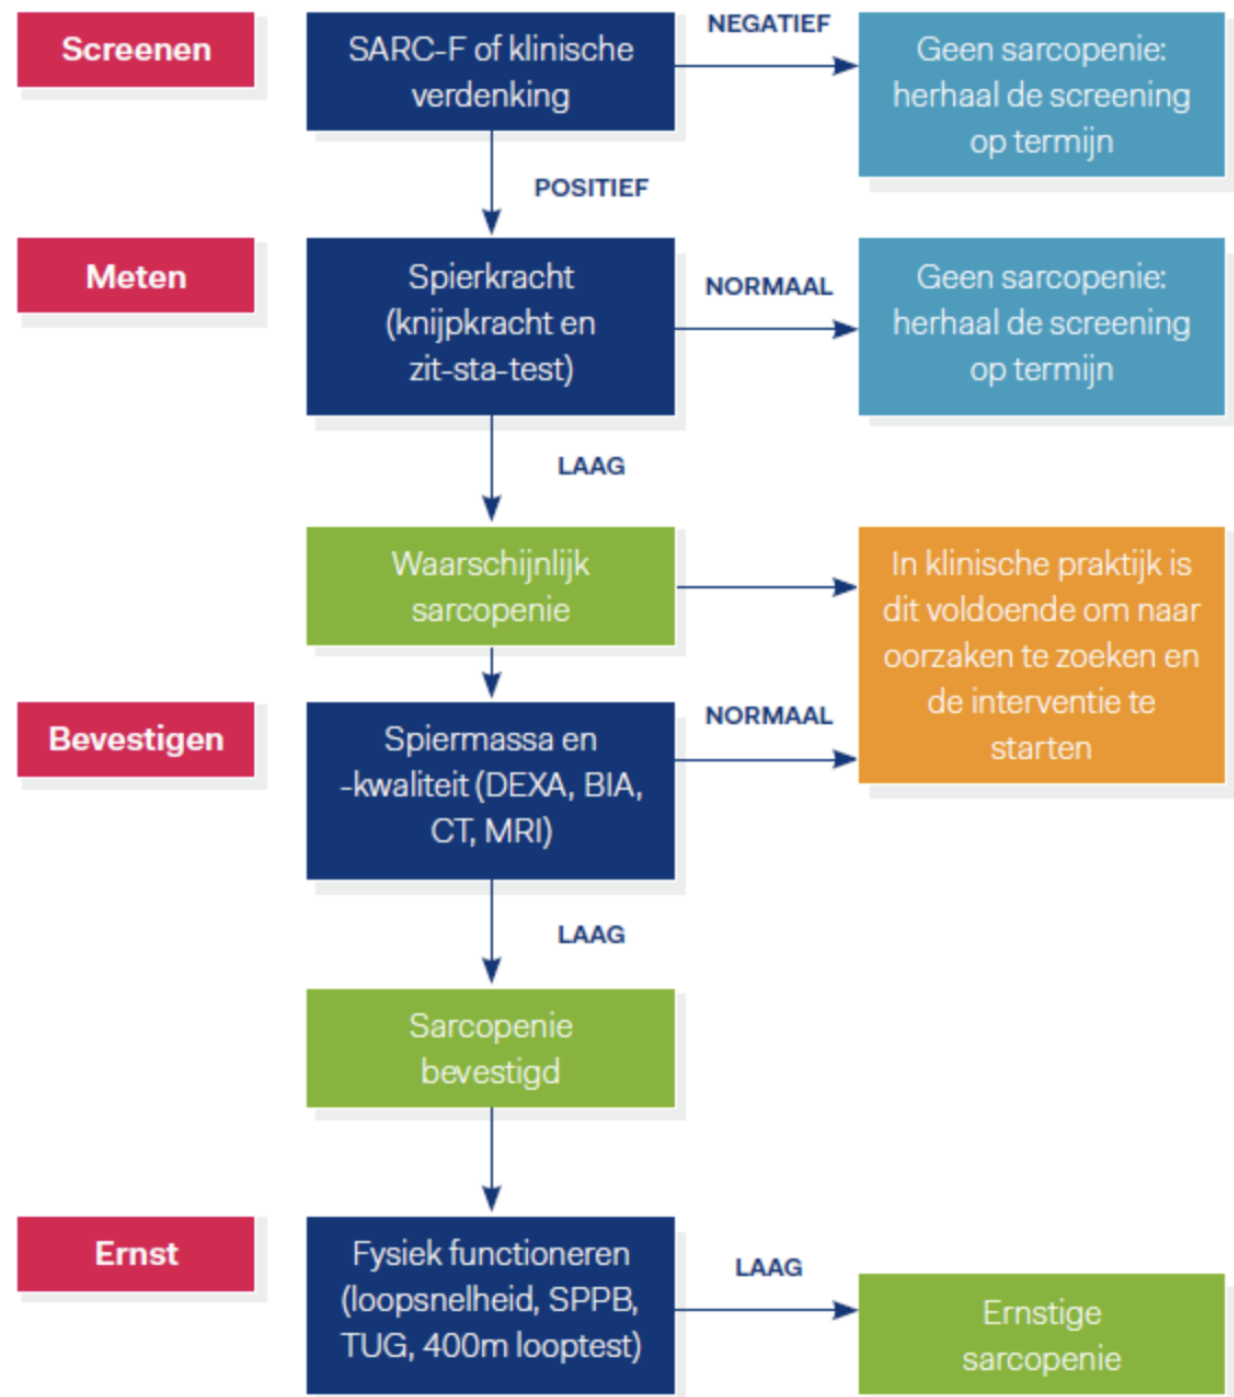 Screenen
SARC-F of klinische
verdenking
NEGATIEF
Geen sarcopenie:
herhaal de screening
op termijn
POSITIEF
Meten
Spierkracht
(knijpkracht en
zit-sta-test)
NORMAAL
Geen sarcopenie:
herhaal de screening
op termijn
LAAG
Waarschijnlijk
sarcopenie
In klinische praktijk is
dit voldoende om naar
oorzaken te zoeken en
de interventie te
starten
Bevestigen
Spiermassa en
-kwaliteit (DEXA, BIA,
CT, MRI)
NORMAAL
LAAG
Sarcopenie
bevestigd
Ernst
Fysiek functioneren
(loopsnelheid, SPPB,
TUG, 400m looptest)
LAAG
Ernstige
sarcopenie